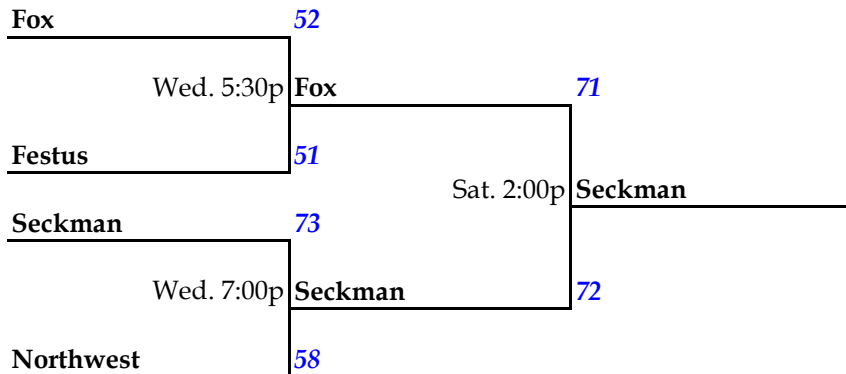 Fox 52
Wed. 5:30p Fox 71
Festus 51
Sat. 2:00p Seckman
Seckman 73
Wed. 7:00p Seckman 72
Northwest 58